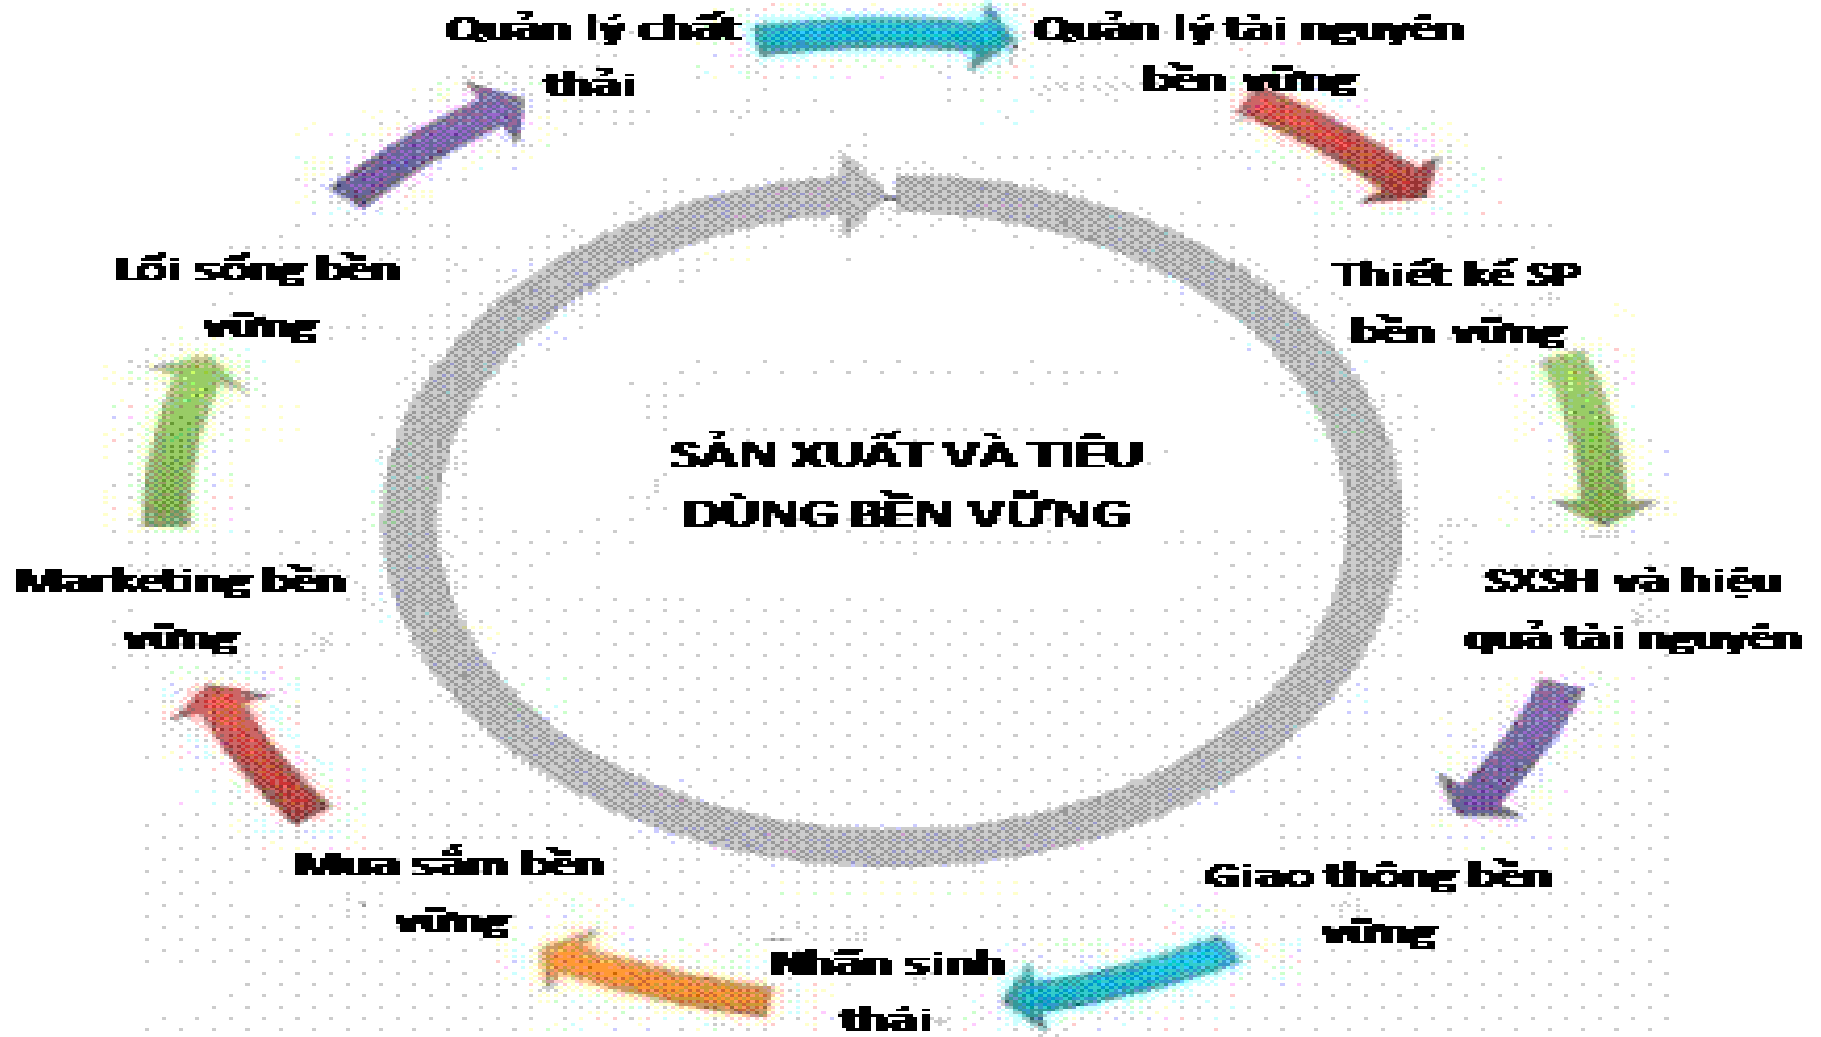 Quản lý chất
thải
Quản lý tài nguyên
bền vững
Thiết kế SP
bền vững
SXSH và hiệu
quả tài nguyên
Giao thông bền
vững
Nhãn sinh
thái
Mua sắm bền
vững
Marketing bền
vững
Lối sống bền
vững
SẢN XUẤT VÀ TIÊU
DÙNG BỀN VỮNG